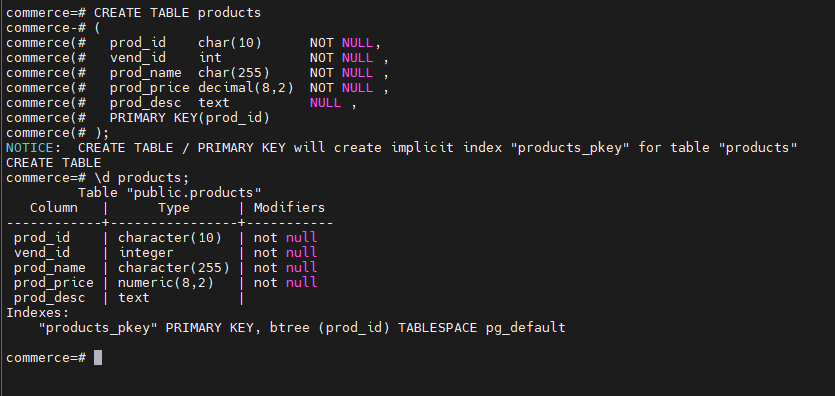 commerce=# CREATE TABLE products
commerce-# (
commerce(#   prod_id    char(10)      NOT NULL,
commerce(#   vend_id    int           NOT NULL ,
commerce(#   prod_name  char(255)     NOT NULL ,
commerce(#   prod_price decimal(8,2)  NOT NULL ,
commerce(#   prod_desc  text          NULL ,
commerce(#   PRIMARY KEY(prod_id)
commerce(# );
NOTICE:  CREATE TABLE / PRIMARY KEY will create implicit index "products_pkey" for table "products"
CREATE TABLE
commerce=# \d products;
         Table "public.products"
   Column   |      Type      | Modifiers
------------+----------------+-----------
 prod_id    | character(10)  | not null
 vend_id    | integer        | not null
 prod_name  | character(255) | not null
 prod_price | numeric(8,2)   | not null
 prod_desc  | text           |
Indexes:
    "products_pkey" PRIMARY KEY, btree (prod_id) TABLESPACE pg_default
commerce=#